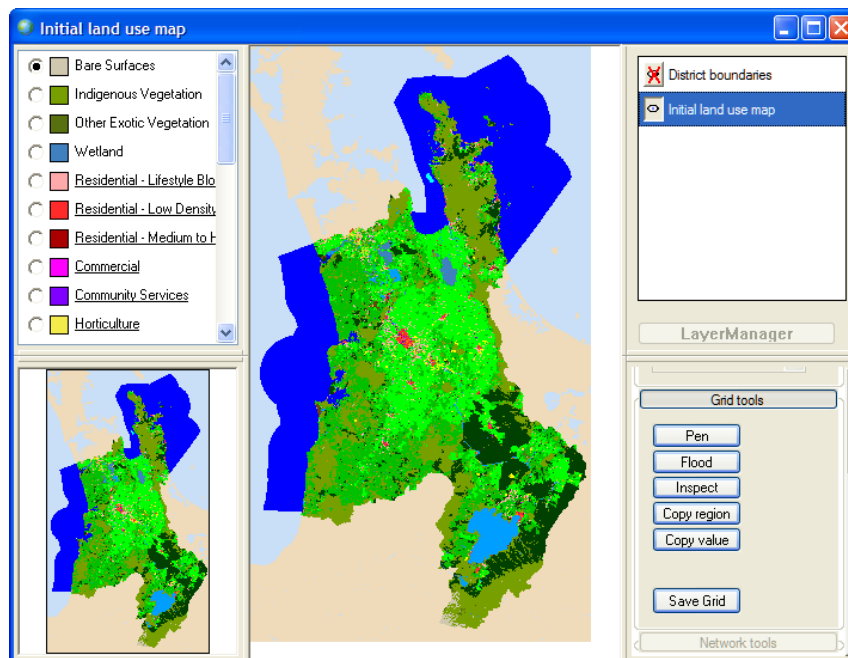 Initial land use map
Bare Surfaces
Indigenous Vegetation
Other Exotic Vegetation
Wetland
Residential - Lifestyle Blo
Residential - Low Density
Residential - Medium to H
Commercial
Community Services
Horticulture
District boundaries
Initial land use map
LayerManager
Grid tools
Pen
Flood
Inspect
Copy region
Copy value
Save Grid
Network tools